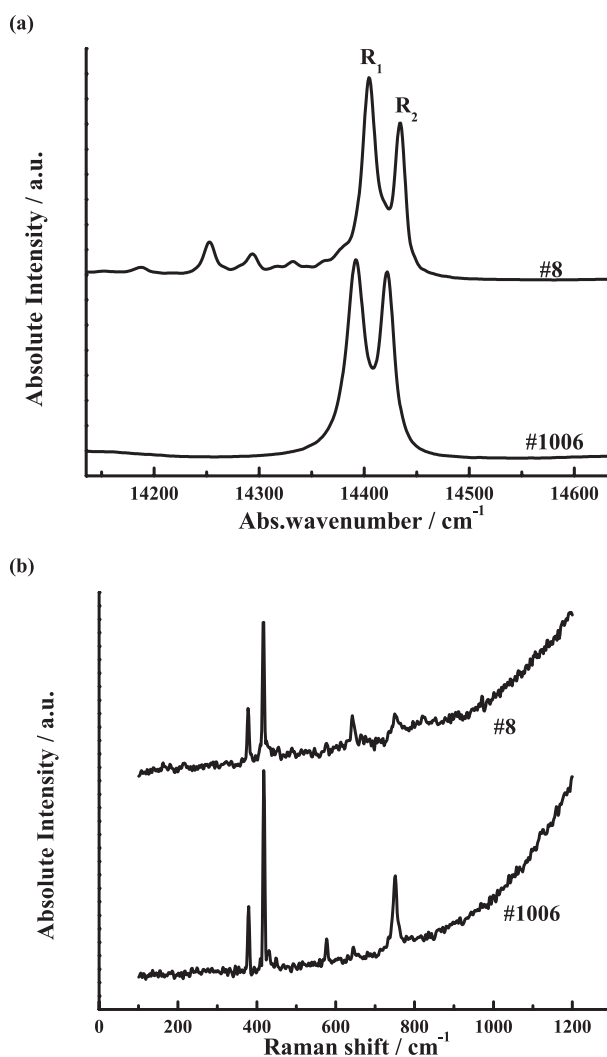 (a)
R1
R2
#8
#1006
Absolute Intensity / a.u.
14200 14300 14400 14500 14600
Abs.wavenumber / cm-1
(b)
#8
#1006
Absolute Intensity / a.u.
0 200 400 600 800 1000 1200
Raman shift / cm-1